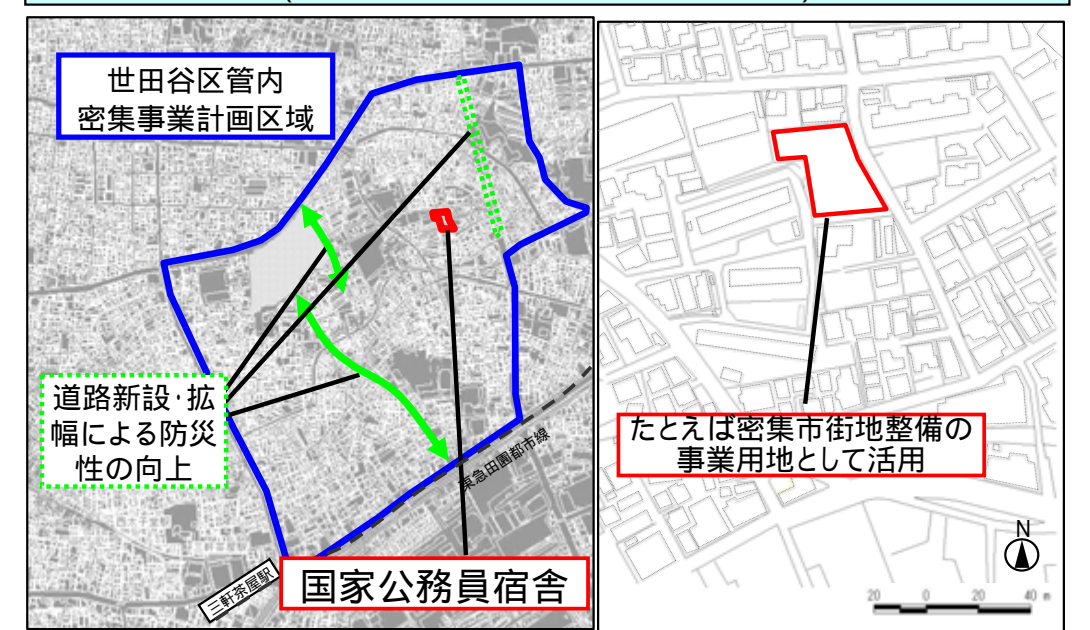 世田谷区管内
密集事業計画区域
道路新設･拡
幅による防災
性の向上
東急田園都市線
三軒茶屋駅
国家公務員宿舎
たとえば密集市街地整備の
事業用地として活用
N
20 0 20 40 m